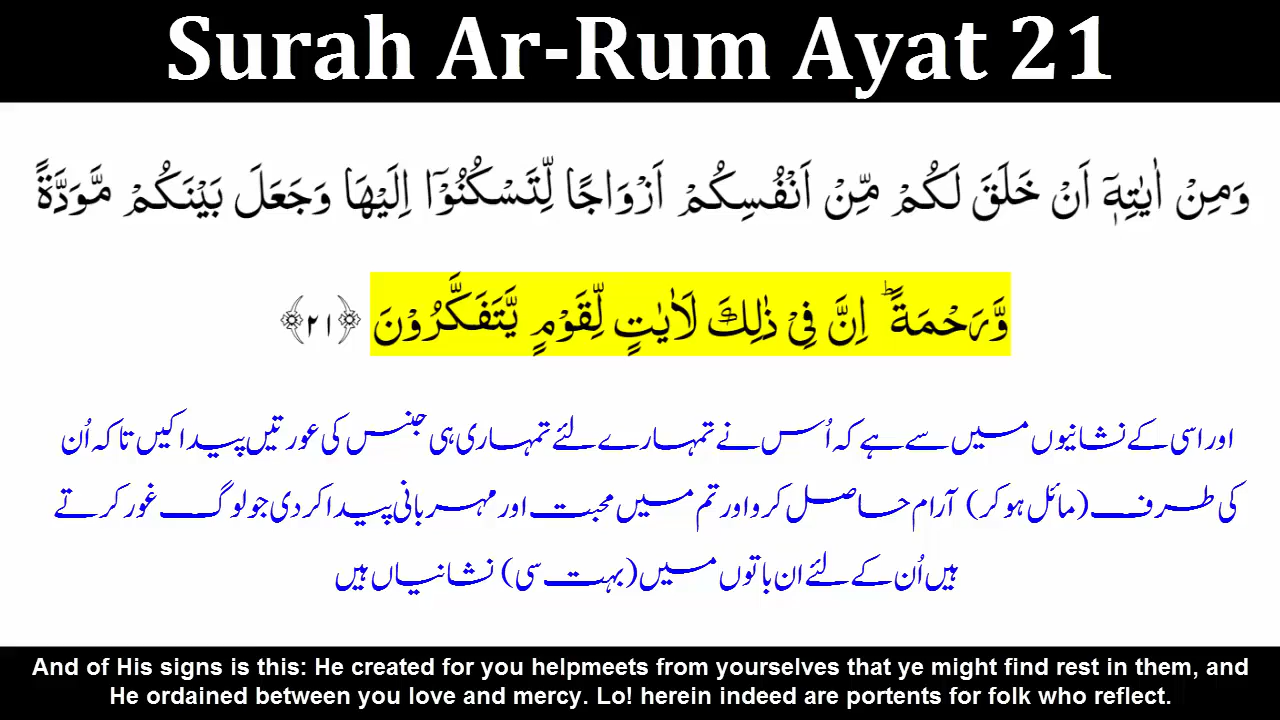 Surah Ar-Rum Ayat 21
وَمِنْ اٰیٰتِهٖۤ اَنْ خَلَقَ لَكُمْ مِّنْ اَنْفُسِكُمْ اَزْوَاجًا لِّتَسْكُنُوْۤا اِلَیْهَا وَجَعَلَ بَیْنَكُمْ مَّوَدَّةً
وَّرَحْمَةً ؕ اِنَّ فِیْ ذٰلِكَ لَاٰیٰتٍ لِّقَوْمٍ یَّتَفَكَّرُوْنَ ﴿۲۱﴾
اور اسی کے نشانیوں میں سے ہے کہ اُس نے تمہارے لئے تمہاری ہی جنس کی عورتیں پیدا کیں تاکہ اُن
کی طرف (مائل ہوکر) آرام حاصل کرو اور تم میں محبت اور مہربانی پیدا کر دی جو لوگ غور کرتے
ہیں اُن کے لئے ان باتوں میں (بہت سی) نشانیاں ہیں
And of His signs is this: He created for you helpmeets from yourselves that ye might find rest in them, and
He ordained between you love and mercy. Lo! herein indeed are portents for folk who reflect.